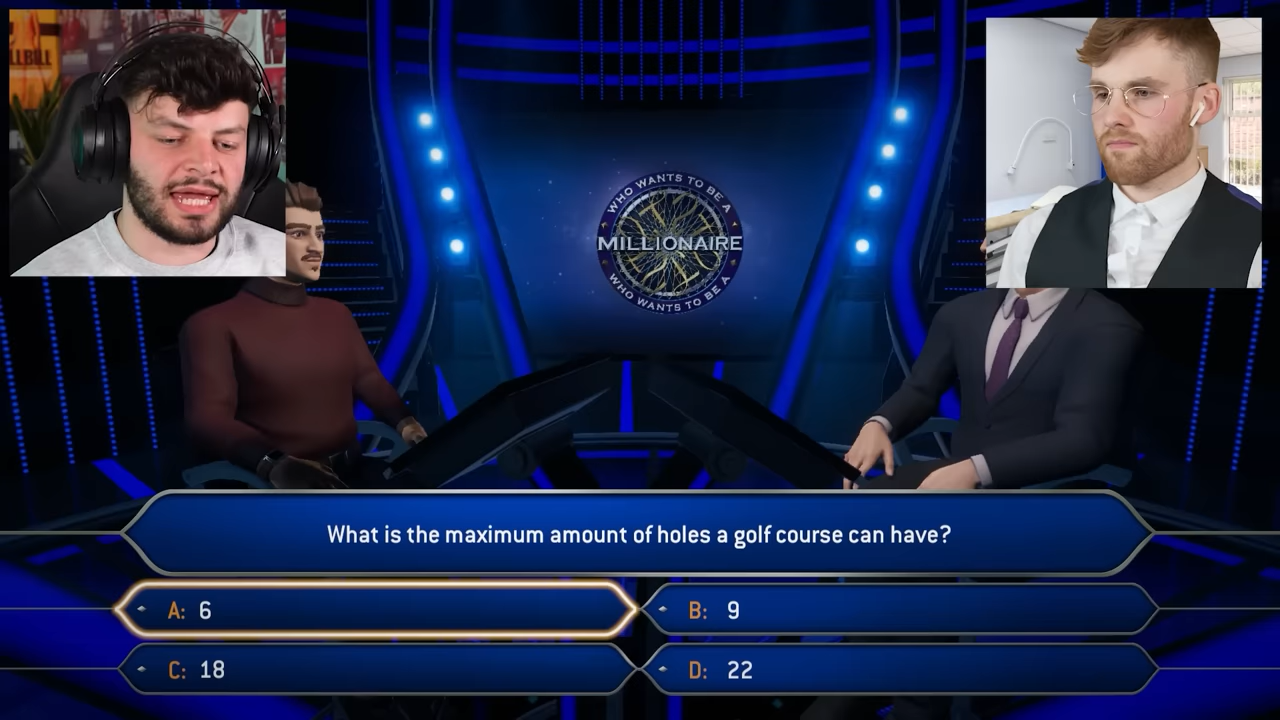 LLBILL
WHO WANTS TO BE A
MILLIONAIRE
WHO WANTS TO BE A
What is the maximum amount of holes a golf course can have?
A: 6
B: 9
C: 18
D: 22